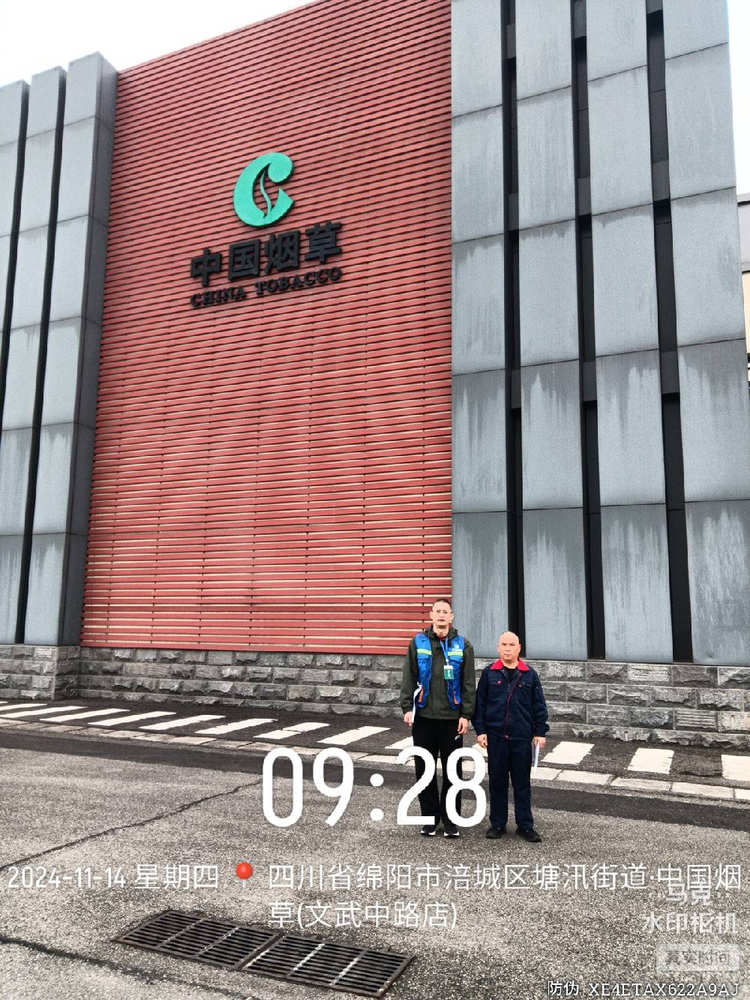 中国烟草
CHINA TOBACCO
09:28
2024-11-14 星期四 📍 四川省绵阳市涪城区塘汛街道·中国烟
草(文武中路店)
马克
水印相机
真实时间
防伪 XE4ETAX622A9AJ